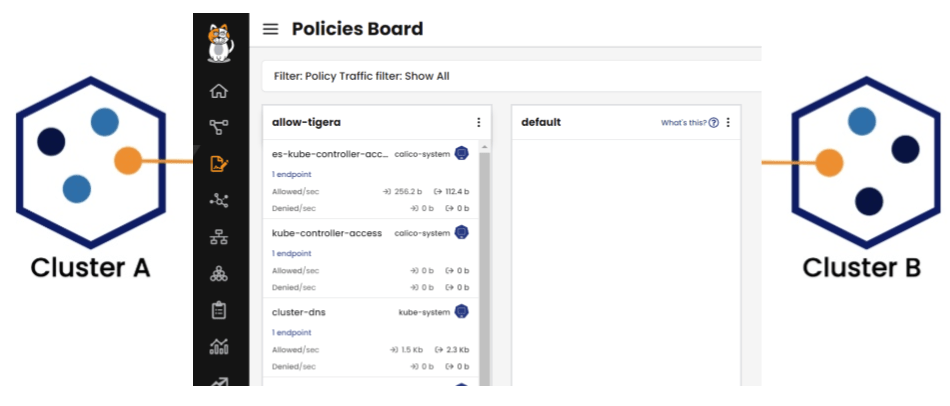 Policies Board
Filter: Policy Traffic filter: Show All
allow-tigera
es-kube-controller-acc... calico-system
1 endpoint
Allowed/sec 256.2 b 112.4 b
Denied/sec 0 b 0 b
kube-controller-access calico-system
1 endpoint
Allowed/sec 0 b 0 b
Denied/sec 0 b 0 b
cluster-dns kube-system
1 endpoint
Allowed/sec 1.5 Kb 2.3 Kb
Denied/sec 0 b 0 b
default What's this? ?
Cluster A
Cluster B